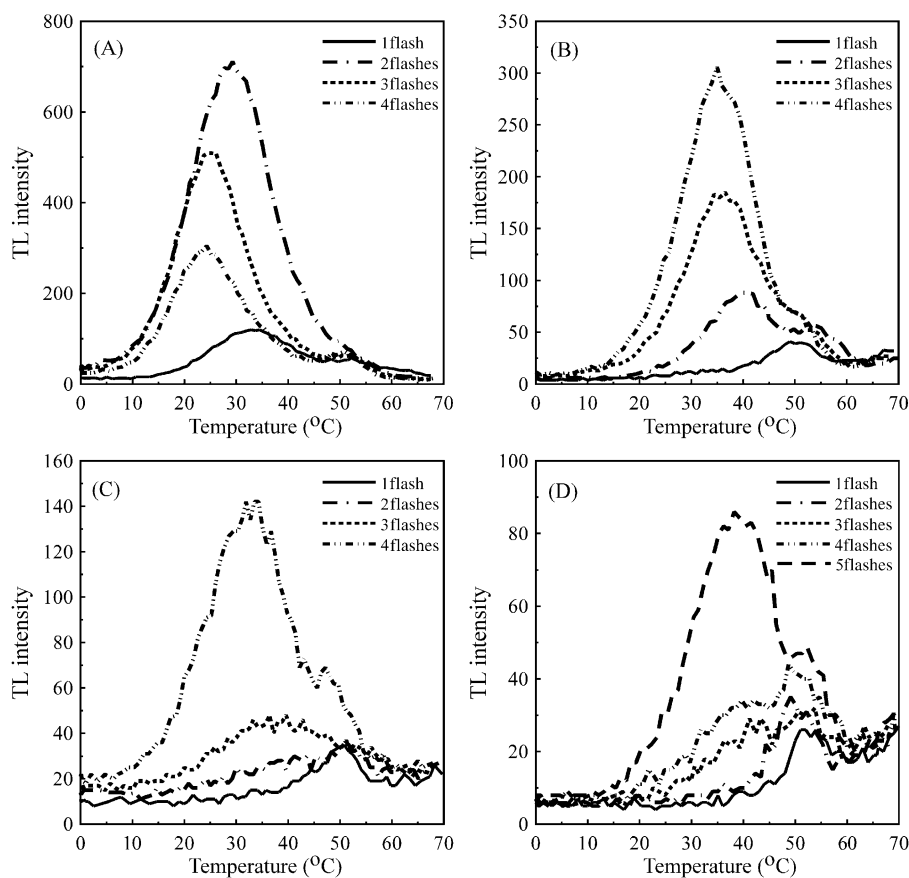 (A)
1flash
2flashes
3flashes
4flashes
TL intensity
800
600
400
200
0
0 10 20 30 40 50 60 70
Temperature (°C)
(B)
1flash
2flashes
3flashes
4flashes
TL intensity
350
300
250
200
150
100
50
0
0 10 20 30 40 50 60 70
Temperature (°C)
(C)
1flash
2flashes
3flashes
4flashes
TL intensity
160
140
120
100
80
60
40
20
0
0 10 20 30 40 50 60 70
Temperature (°C)
(D)
1flash
2flashes
3flashes
4flashes
5flashes
TL intensity
100
80
60
40
20
0
0 10 20 30 40 50 60 70
Temperature (°C)